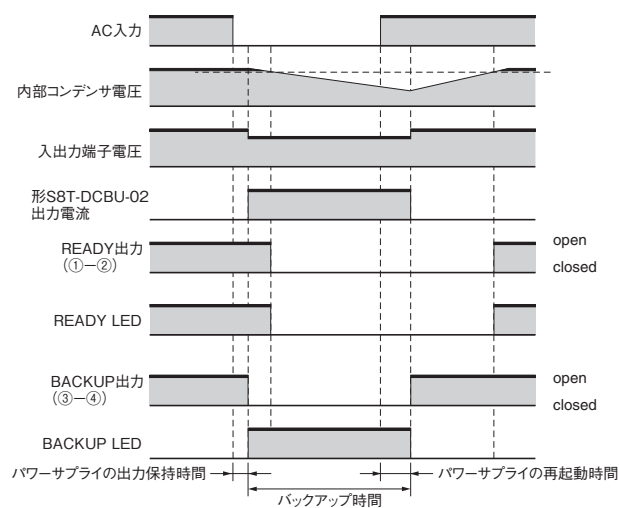 AC入力
内部コンデンサ電圧
入出力端子電圧
形S8T-DCBU-02
出力電流
READY出力
(①－②)
open
closed
READY LED
BACKUP出力
(③－④)
open
closed
BACKUP LED
パワーサプライの出力保持時間
パワーサプライの再起動時間
バックアップ時間